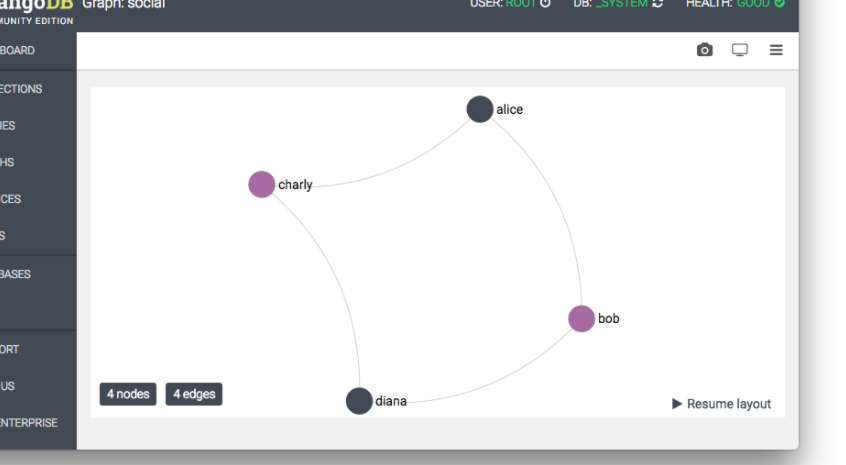 angoDB Graph: social
USER: ROOT DB: _SYSTEM HEALTH: GOOD
MUNITY EDITION
BOARD
ECTIONS
IES
HS
CES
S
BASES
ORT
US
ENTERPRISE
alice
charly
bob
diana
4 nodes 4 edges
Resume layout